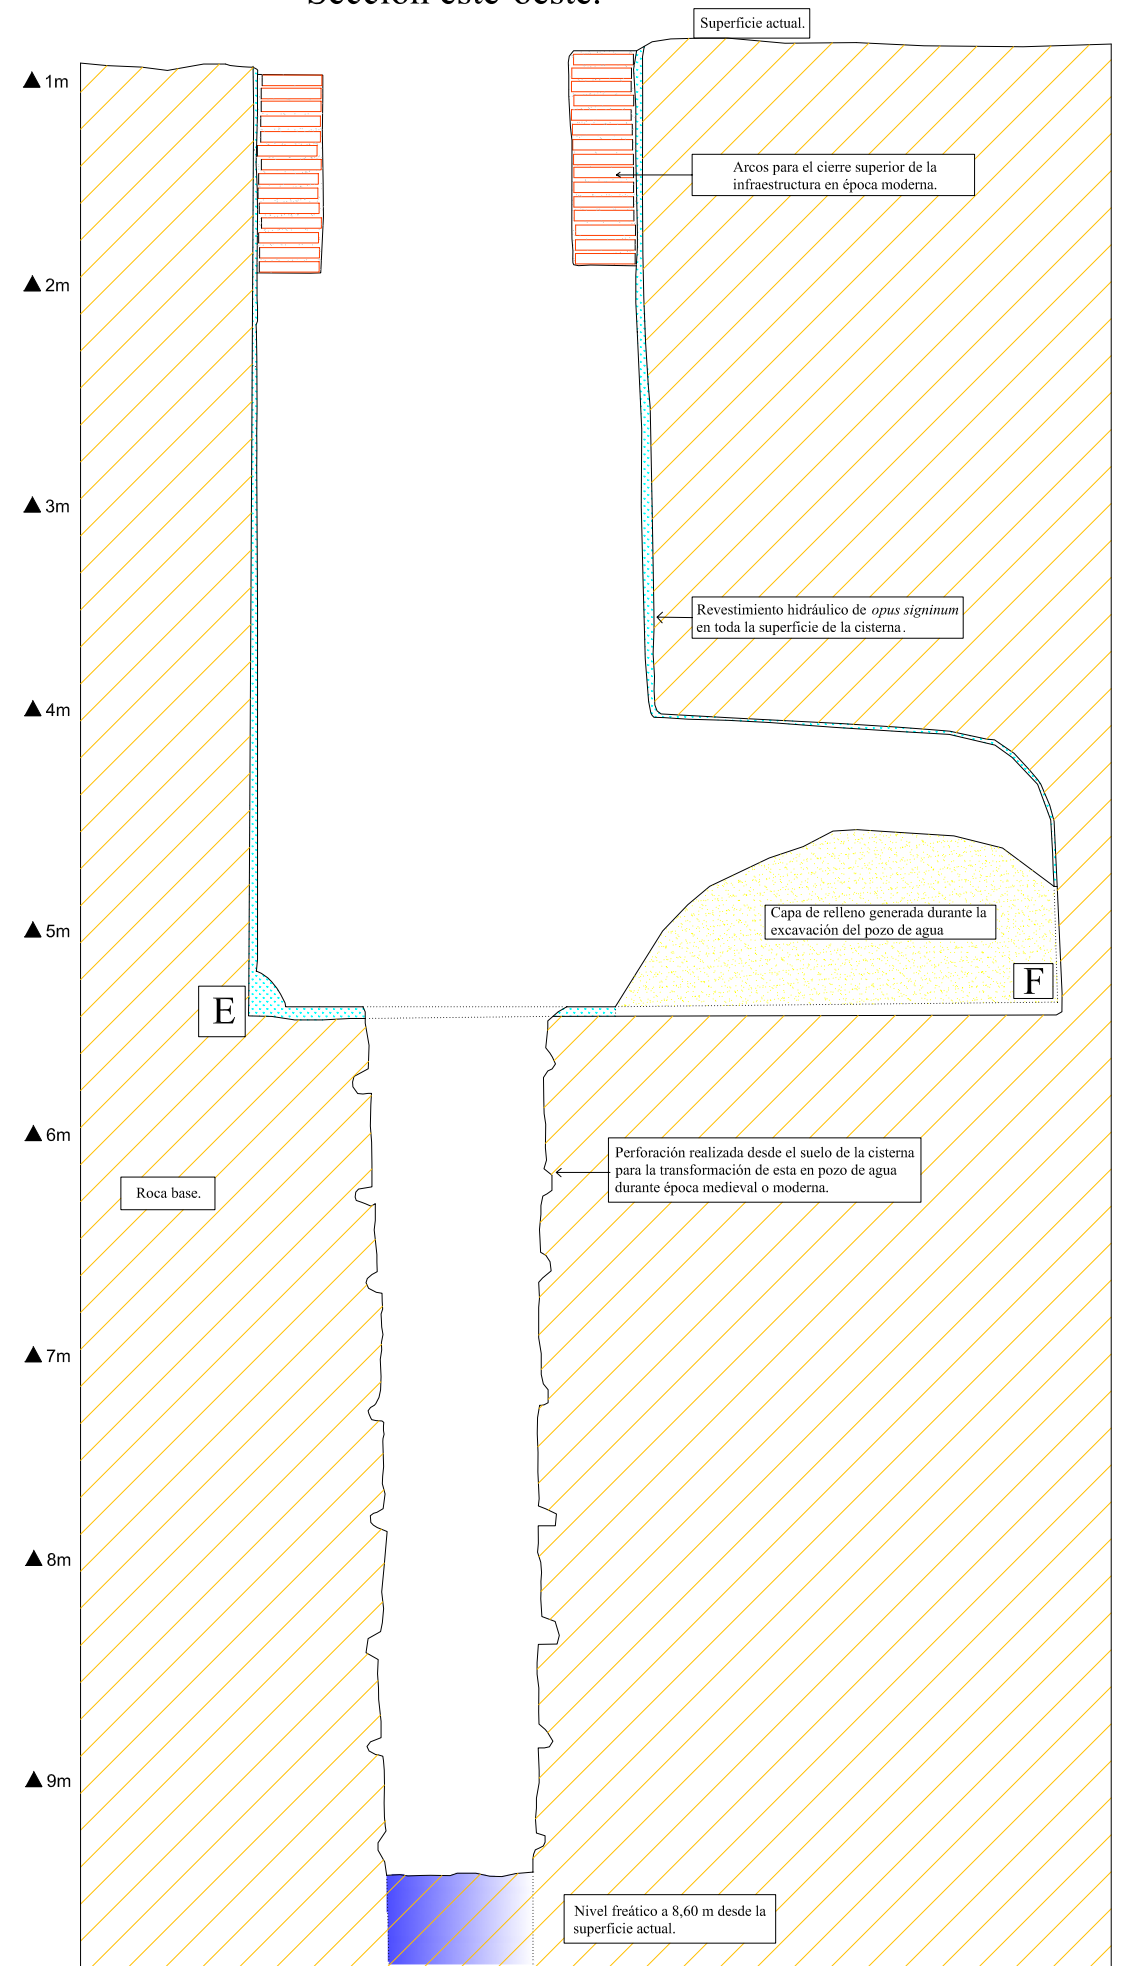 Sección este-oeste.
Superficie actual.
1m
Arcos para el cierre superior de la
infraestructura en época moderna.
2m
3m
Revestimiento hidráulico de opus signinum
en toda la superficie de la cisterna.
4m
Capa de relleno generada durante la
excavación del pozo de agua
5m
F
E
6m
Perforación realizada desde el suelo de la cisterna
para la transformación de esta en pozo de agua
durante época medieval o moderna.
Roca base.
7m
8m
9m
Nivel freático a 8,60 m desde la
superficie actual.